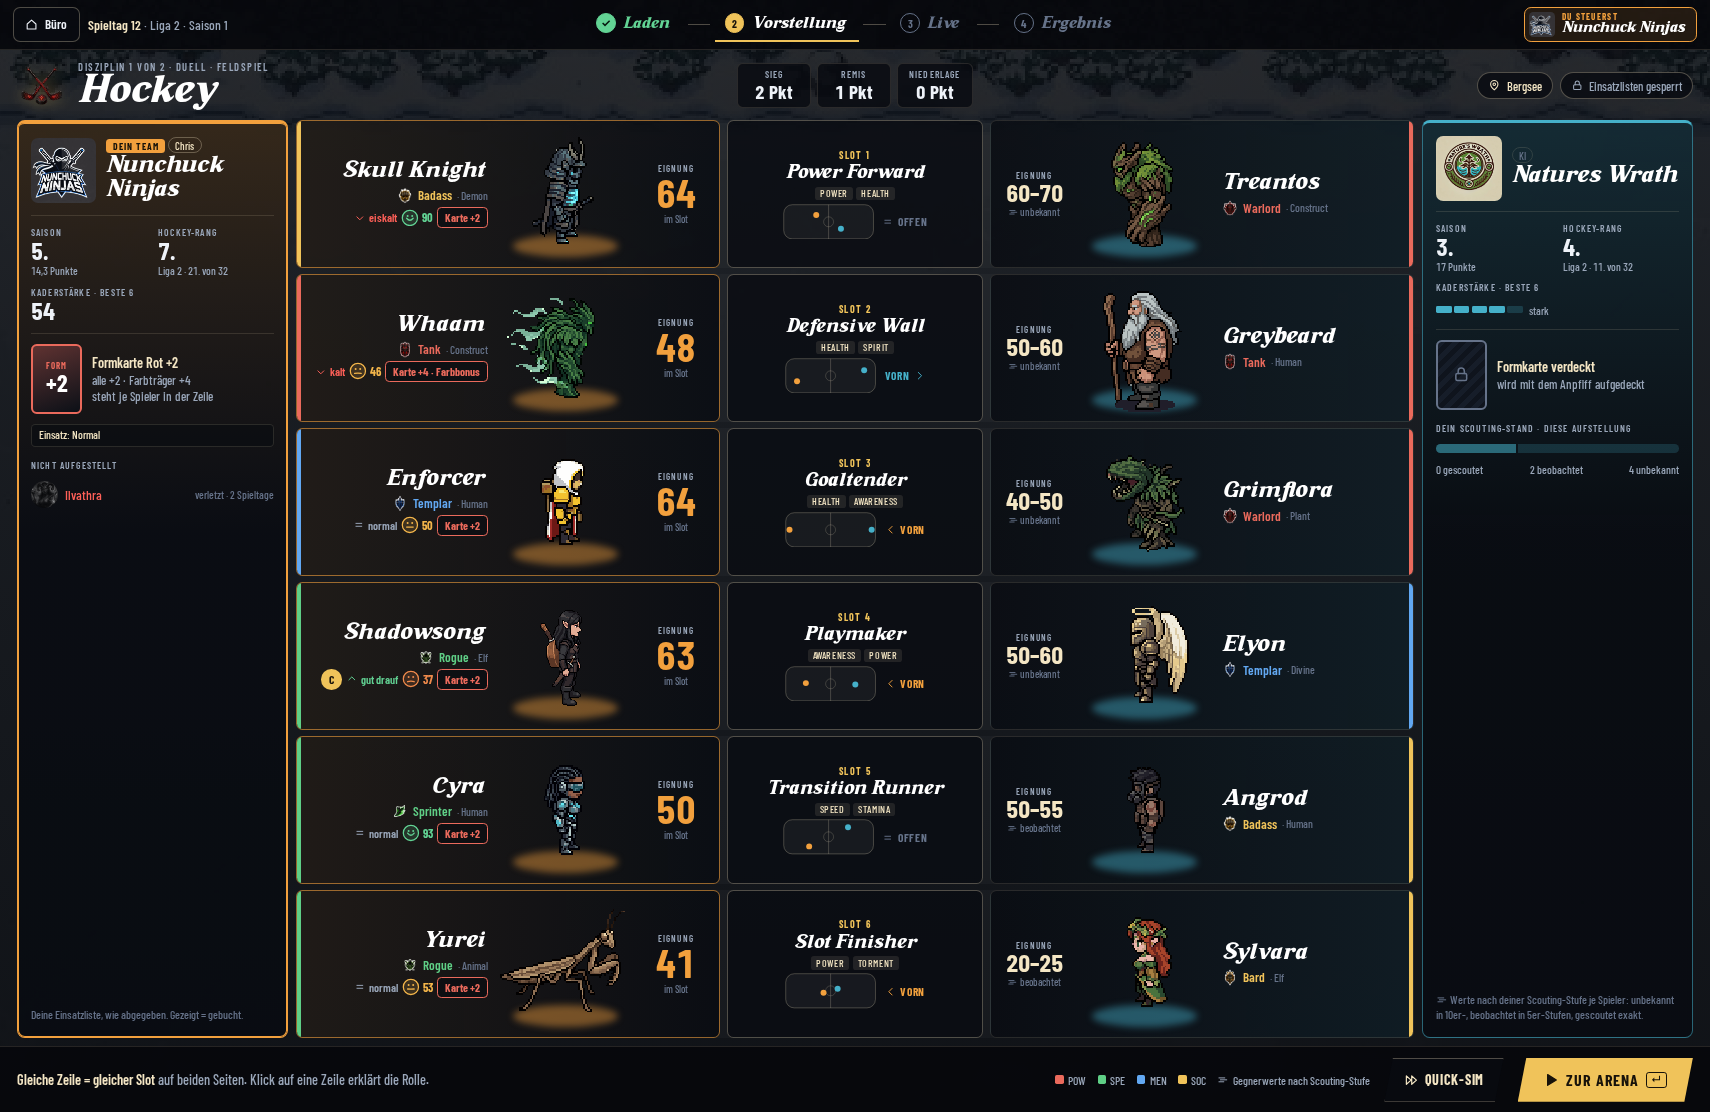 Büro
Spieltag 12 · Liga 2 · Saison 1
Laden
2 Vorstellung
3 Live
4 Ergebnis
DU STEUERST
Nunchuck Ninjas
DISZIPLIN 1 VON 2 · DUELL · FELDSPIEL
Hockey
SIEG
2 Pkt
REMIS
1 Pkt
NIEDERLAGE
0 Pkt
Bergsee
Einsatzlisten gesperrt
NUNCHUCK NINJAS
DEIN TEAM Chris
Nunchuck
Ninjas
SAISON
5.
14,3 Punkte
HOCKEY-RANG
7.
Liga 2 · 21. von 32
KADERSTÄRKE · BESTE 6
54
FORM
+2
Formkarte Rot +2
alle +2 · Farbträger +4
steht je Spieler in der Zeile
Einsatz: Normal
NICHT AUFGESTELLT
Ilvathra
verletzt · 2 Spieltage
Deine Einsatzliste, wie abgegeben. Gezeigt = gebucht.
Skull Knight
Badass · Demon
eiskalt 90 Karte +2
EIGNUNG
64
im Slot
SLOT 1
Power Forward
POWER HEALTH
= OFFEN
EIGNUNG
60–70
unbekannt
Treantos
Warlord · Construct
Whaam
Tank · Construct
kalt 46 Karte +4 · Farbbonus
EIGNUNG
48
im Slot
SLOT 2
Defensive Wall
HEALTH SPIRIT
VORN >
EIGNUNG
50–60
unbekannt
Greybeard
Tank · Human
Enforcer
Templar · Human
= normal 50 Karte +2
EIGNUNG
64
im Slot
SLOT 3
Goaltender
HEALTH AWARENESS
< VORN
EIGNUNG
40–50
unbekannt
Grimflora
Warlord · Plant
Shadowsong
Rogue · Elf
C gut drauf 37 Karte +2
EIGNUNG
63
im Slot
SLOT 4
Playmaker
AWARENESS POWER
< VORN
EIGNUNG
50–60
unbekannt
Elyon
Templar · Divine
Cyra
Sprinter · Human
= normal 93 Karte +2
EIGNUNG
50
im Slot
SLOT 5
Transition Runner
SPEED STAMINA
= OFFEN
EIGNUNG
50–55
beobachtet
Angrod
Badass · Human
Yurei
Rogue · Animal
= normal 53 Karte +2
EIGNUNG
41
im Slot
SLOT 6
Slot Finisher
POWER TORMENT
< VORN
EIGNUNG
20–25
beobachtet
Sylvara
Bard · Elf
KI
Natures Wrath
SAISON
3.
17 Punkte
HOCKEY-RANG
4.
Liga 2 · 11. von 32
KADERSTÄRKE · BESTE 6
stark
Formkarte verdeckt
wird mit dem Anpfiff aufgedeckt
DEIN SCOUTING-STAND · DIESE AUFSTELLUNG
0 gescoutet
2 beobachtet
4 unbekannt
Werte nach deiner Scouting-Stufe je Spieler: unbekannt
in 10er-, beobachtet in 5er-Stufen, gescoutet exakt.
Gleiche Zeile = gleicher Slot auf beiden Seiten. Klick auf eine Zeile erklärt die Rolle.
POW
SPE
MEN
SOC
Gegnerwerte nach Scouting-Stufe
QUICK-SIM
ZUR ARENA